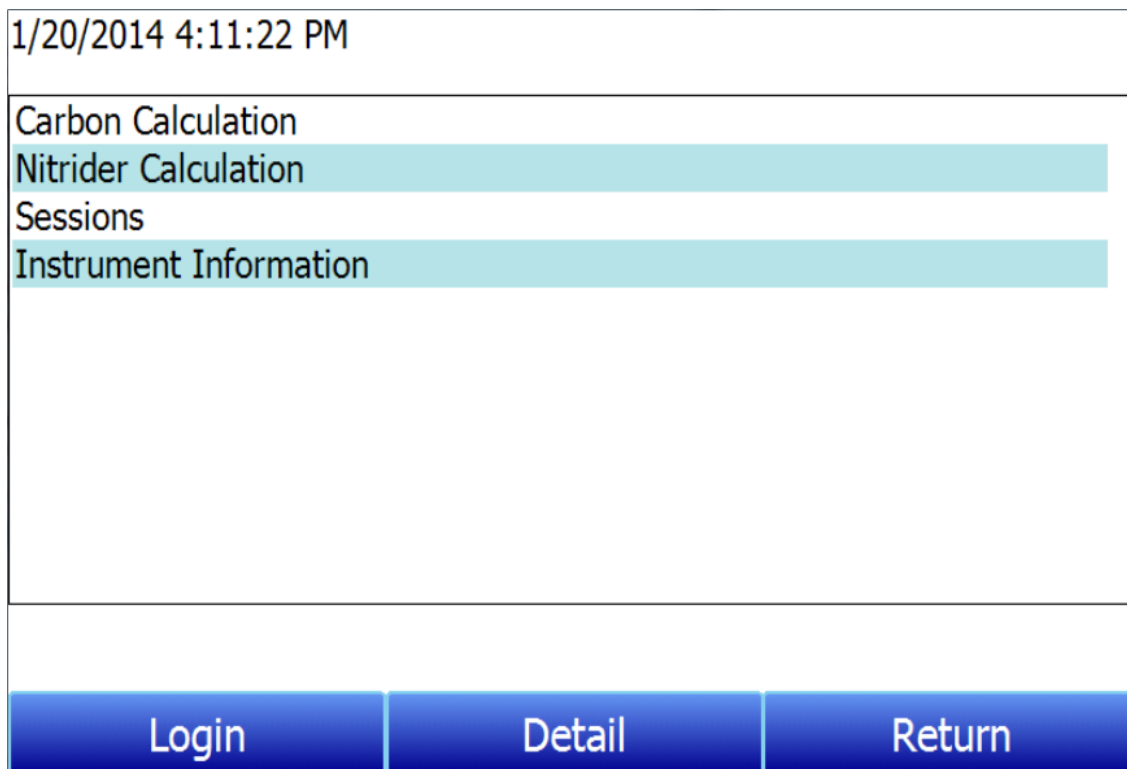 1/20/2014 4:11:22 PM
Carbon Calculation
Nitrider Calculation
Sessions
Instrument Information
Login Detail Return